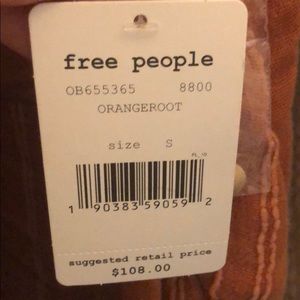 free people
OB655365 8800
ORANGEROOT
size S
1 90383 59059 2
suggested retail price
$108.00